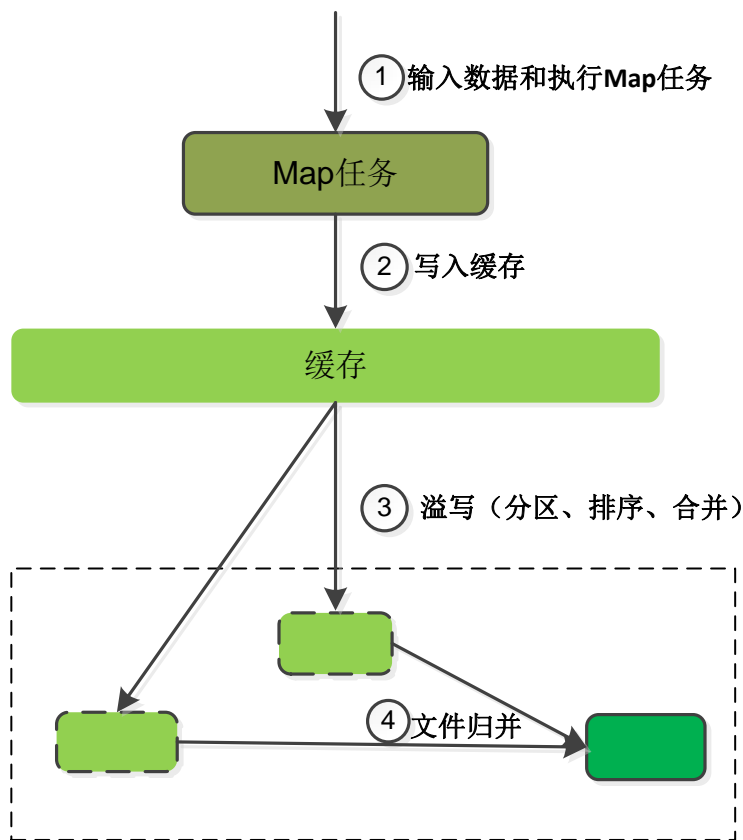 ① 输入数据和执行Map任务
Map任务
② 写入缓存
缓存
③ 溢写（分区、排序、合并）
④ 文件归并